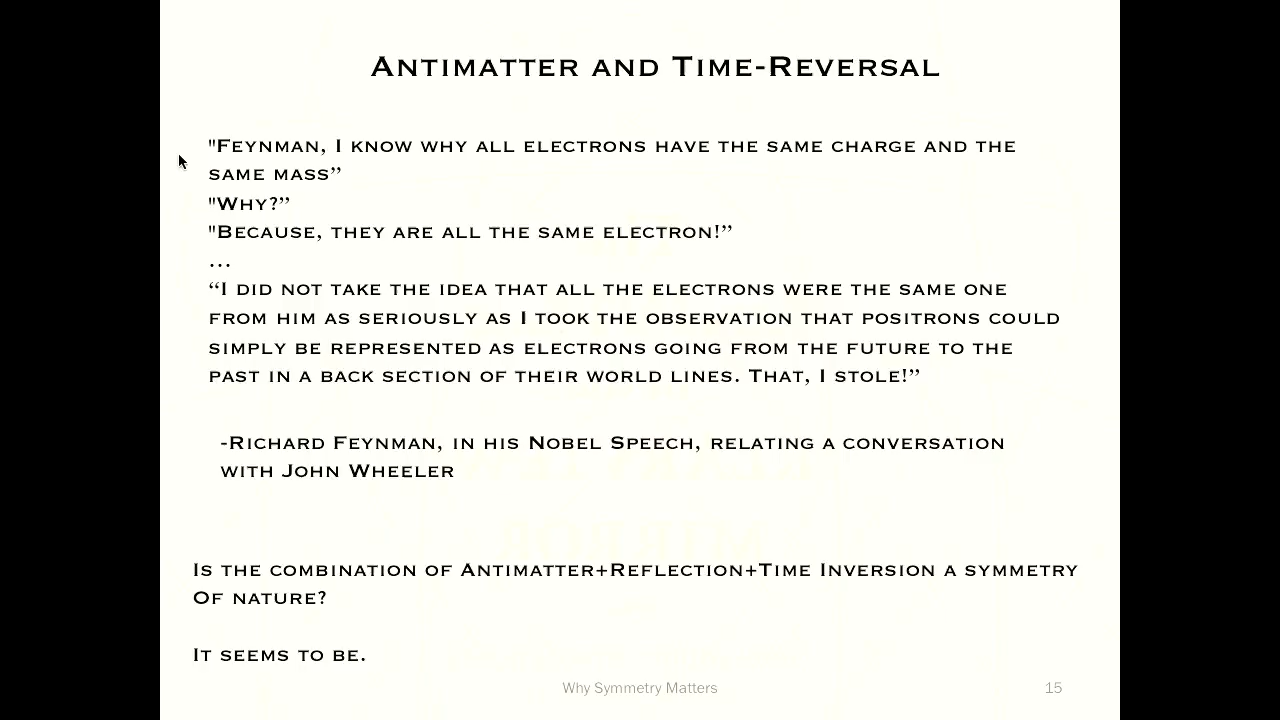 Antimatter and Time-Reversal
"Feynman, I know why all electrons have the same charge and the
same mass”
"Why?”
"Because, they are all the same electron!”
...
“I did not take the idea that all the electrons were the same one
from him as seriously as I took the observation that positrons could
simply be represented as electrons going from the future to the
past in a back section of their world lines. That, I stole!”
-Richard Feynman, in his Nobel Speech, relating a conversation
with John Wheeler
Is the combination of Antimatter+Reflection+Time Inversion a symmetry
Of nature?
It seems to be.
Why Symmetry Matters
15